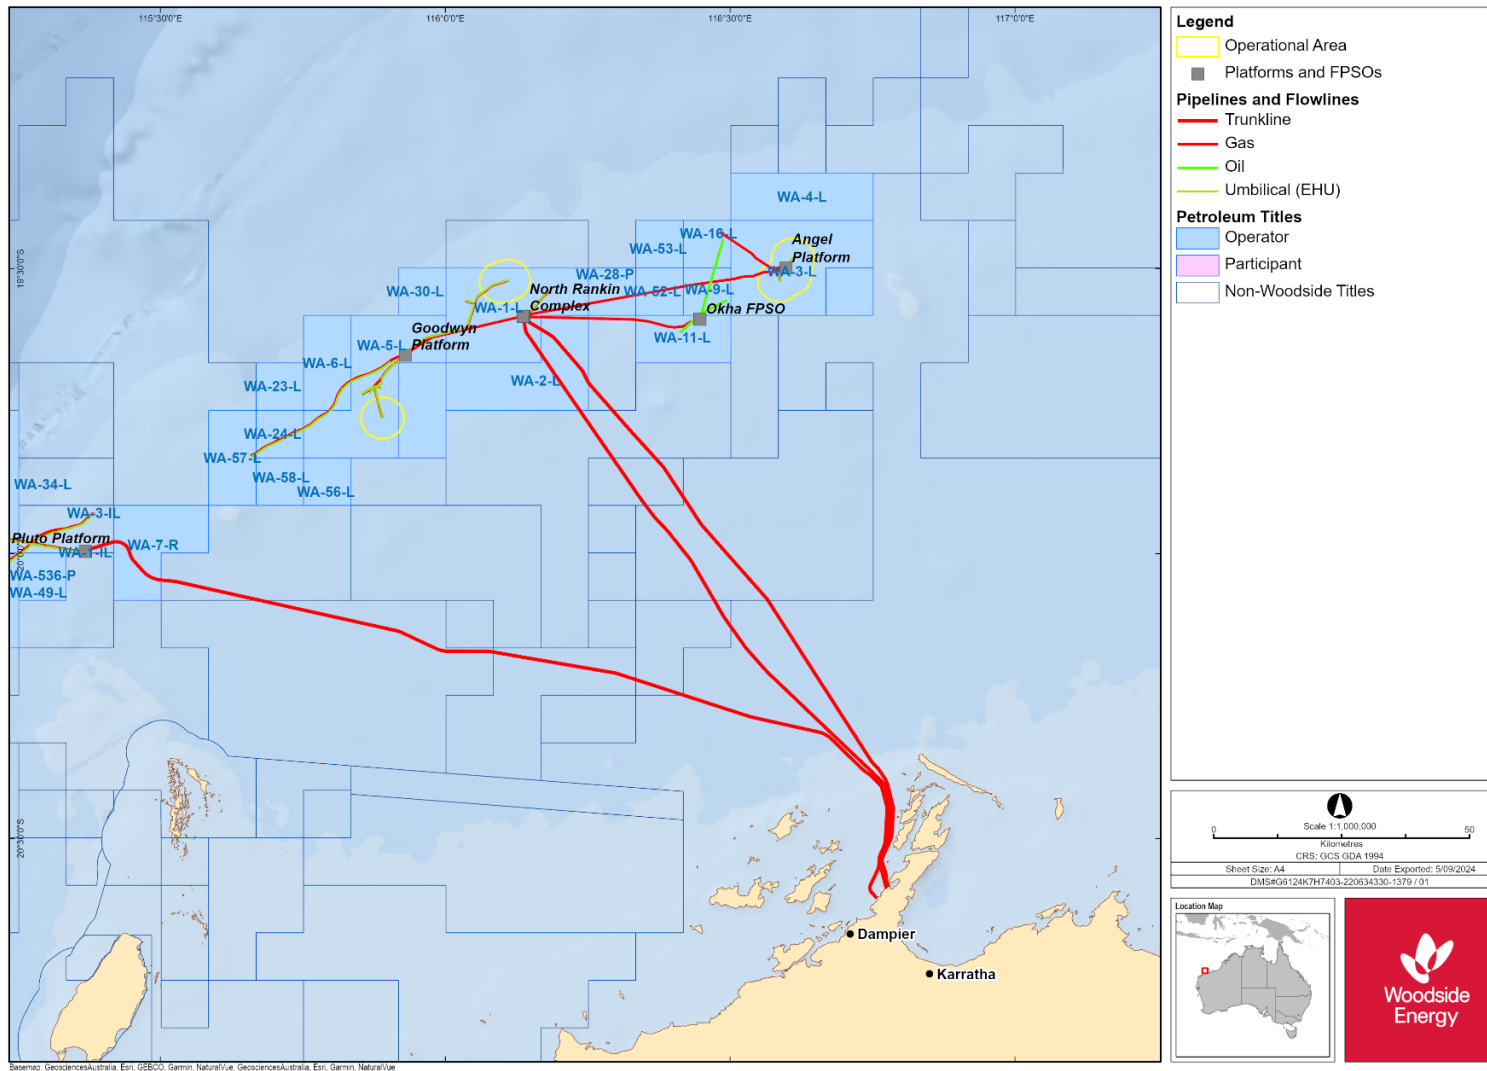 115°30'0"E
116°0'0"E
116°30'0"E
117°0'0"E
19°30'0"S
20°0'0"S
20°30'0"S
WA-4-L
WA-16-L
WA-53-L
Angel
Platform
WA-3-L
WA-28-P
WA-30-L
WA-52-L
WA-9-L
North Rankin
Complex
WA-1-L
Okha FPSO
WA-11-L
Goodwyn
Platform
WA-5-L
WA-6-L
WA-2-L
WA-23-L
WA-24-L
WA-57-L
WA-58-L
WA-56-L
WA-34-L
WA-3-IL
Pluto Platform
WA-7-R
WA-536-P
WA-49-L
Dampier
Karratha
Basemap: GeosciencesAustralia, Esri, GEBCO, Garmin, NaturalVue, GeosciencesAustralia, Esri, Garmin, NaturalVue
Legend
Operational Area
Platforms and FPSOs
Pipelines and Flowlines
Trunkline
Gas
Oil
Umbilical (EHU)
Petroleum Titles
Operator
Participant
Non-Woodside Titles
Scale 1:1,000,000
0 50
Kilometres
CRS: GCS GDA 1994
Sheet Size: A4 Date Exported: 5/09/2024
DMS#G6124K7H7403-220634330-1379 / 01
Location Map
Woodside
Energy